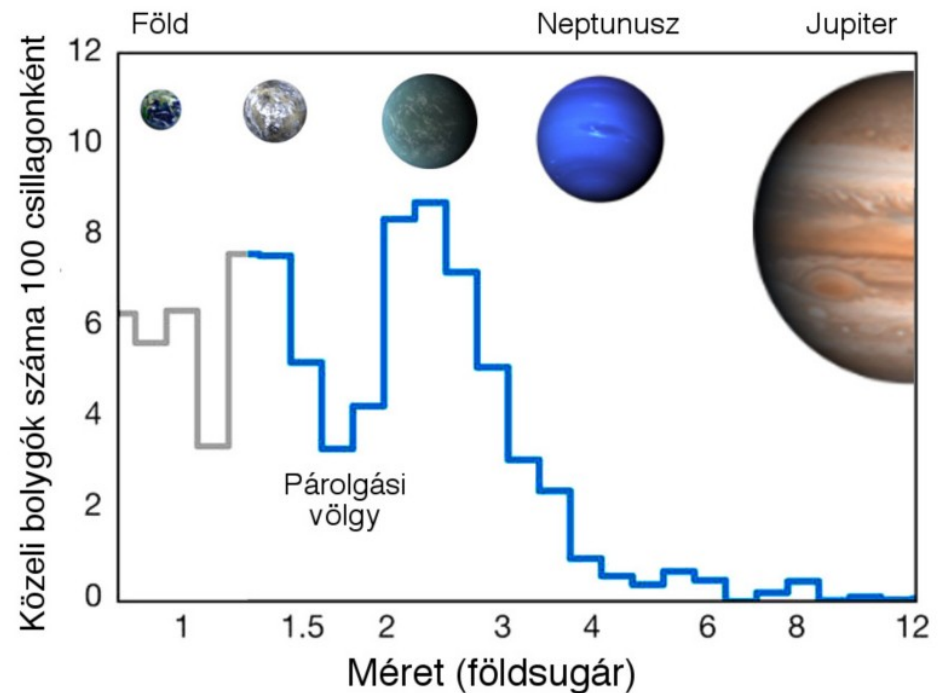 Föld
Neptunusz
Jupiter
Közeli bolygók száma 100 csillagonként
12
10
8
6
4
2
0
Párolgási
völgy
1
1.5
2
3
4
6
8
12
Méret (földsugár)